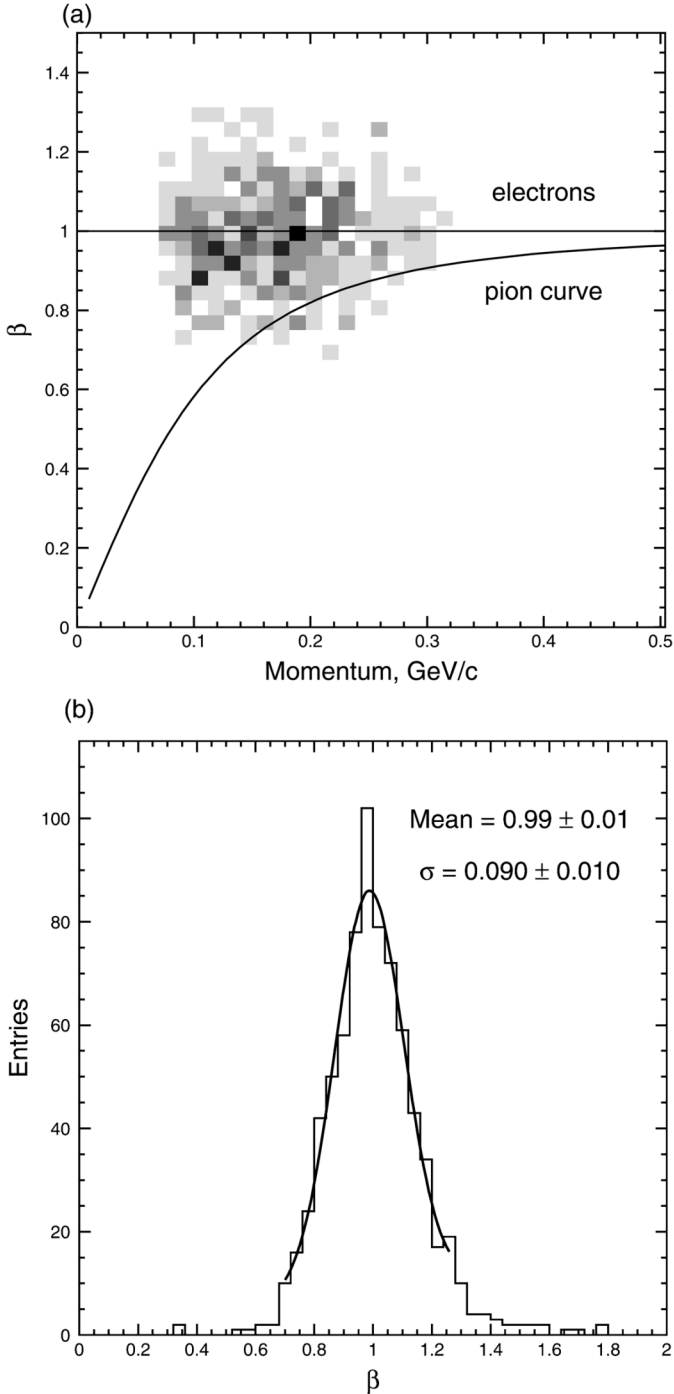 (a)
1.4
1.2
electrons
1
pion curve
0.8
β
0.6
0.4
0.2
0
0 0.1 0.2 0.3 0.4 0.5
Momentum, GeV/c
(b)
100
Mean = 0.99 ± 0.01
σ = 0.090 ± 0.010
80
60
Entries
40
20
0
0 0.2 0.4 0.6 0.8 1 1.2 1.4 1.6 1.8 2
β